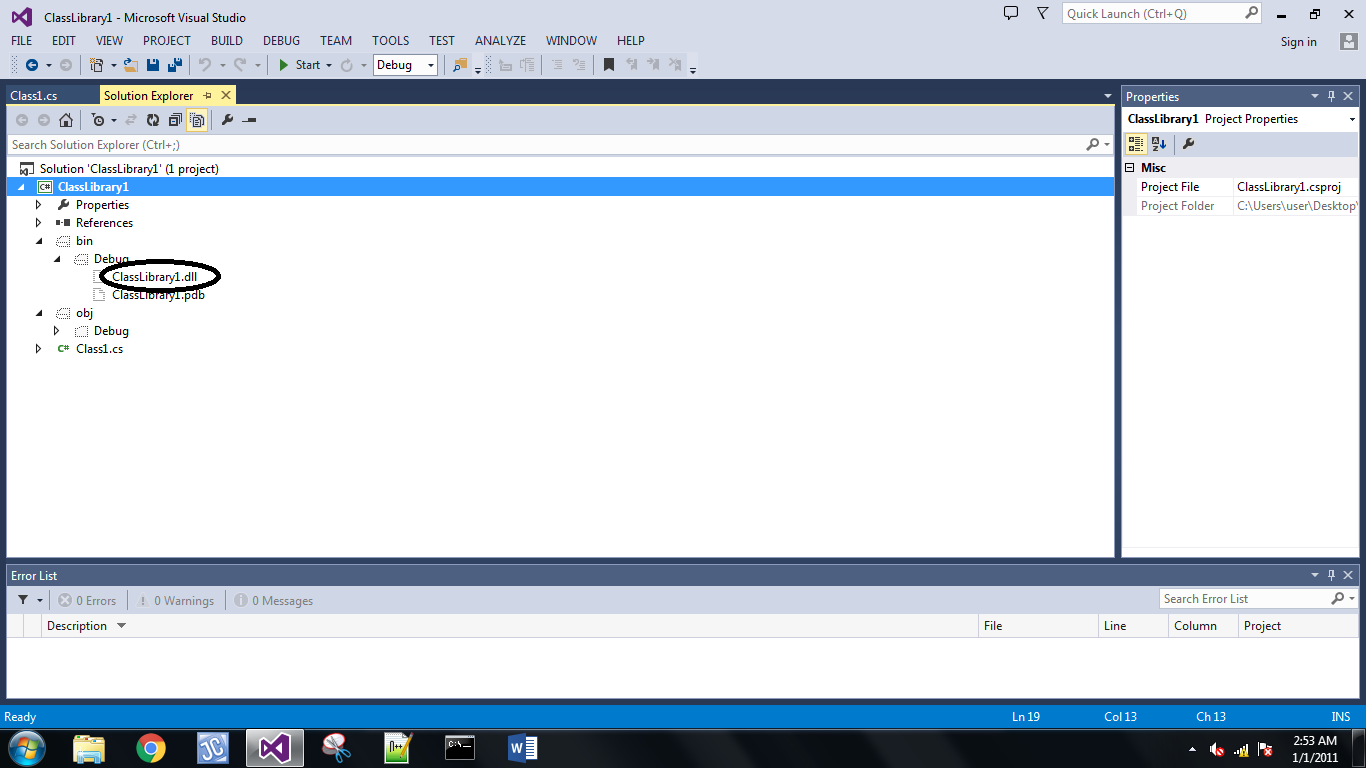 ClassLibrary1 - Microsoft Visual Studio
Quick Launch (Ctrl+Q)
FILE EDIT VIEW PROJECT BUILD DEBUG TEAM TOOLS TEST ANALYZE WINDOW HELP
Sign in
Start Debug
Class1.cs Solution Explorer
Search Solution Explorer (Ctrl+;)
Solution 'ClassLibrary1' (1 project)
C# ClassLibrary1
Properties
References
bin
Debug
ClassLibrary1.dll
ClassLibrary1.pdb
obj
Debug
C# Class1.cs
Properties
ClassLibrary1 Project Properties
Misc
Project File ClassLibrary1.csproj
Project Folder C:\Users\user\Desktop\
Error List
0 Errors 0 Warnings 0 Messages
Search Error List
Description File Line Column Project
Ready Ln 19 Col 13 Ch 13 INS
2:53 AM
1/1/2011